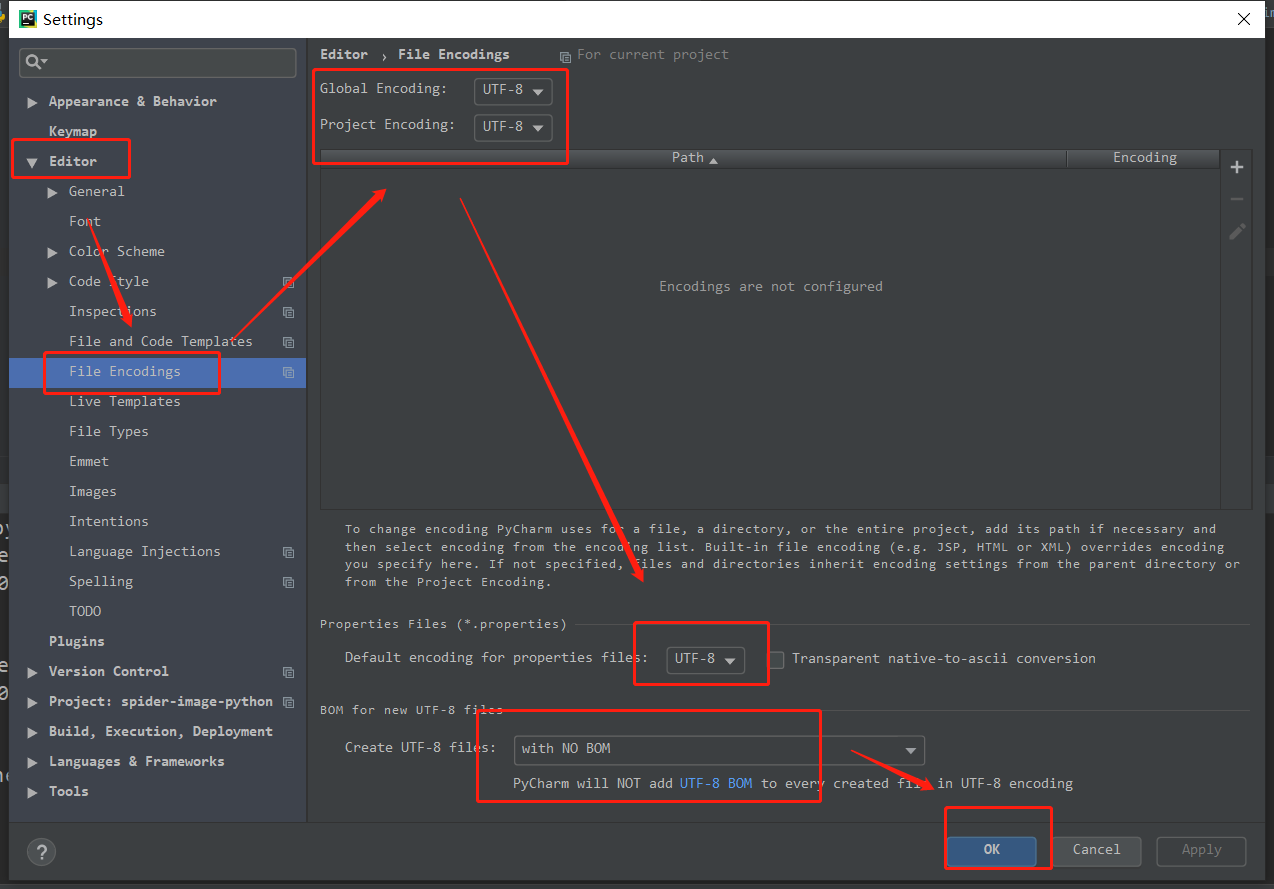 PC
Settings
Appearance & Behavior
Keymap
Editor
General
Font
Color Scheme
Code Style
Inspections
File and Code Templates
File Encodings
Live Templates
File Types
Emmet
Images
Intentions
Language Injections
Spelling
TODO
Plugins
Version Control
Project: spider-image-python
Build, Execution, Deployment
Languages & Frameworks
Tools
?
Editor › File Encodings For current project
Global Encoding: UTF-8
Project Encoding: UTF-8
Path Encoding
Encodings are not configured
To change encoding PyCharm uses for a file, a directory, or the entire project, add its path if necessary and
then select encoding from the encoding list. Built-in file encoding (e.g. JSP, HTML or XML) overrides encoding
you specify here. If not specified, files and directories inherit encoding settings from the parent directory or
from the Project Encoding.
Properties Files (*.properties)
Default encoding for properties files: UTF-8 Transparent native-to-ascii conversion
BOM for new UTF-8 files
Create UTF-8 files: with NO BOM
PyCharm will NOT add UTF-8 BOM to every created file in UTF-8 encoding
OK Cancel Apply